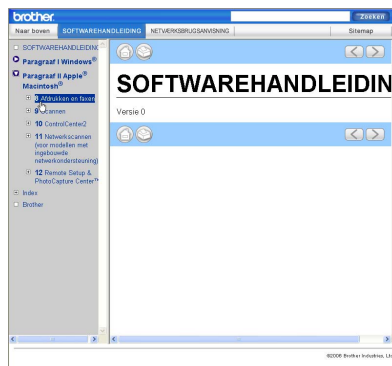 brother.
Zoeken
Naar boven SOFTWAREHANDLEIDING NETWERKSBRUGSANVISNING Sitemap
SOFTWAREHANDLEIDING
Paragraaf I Windows®
Paragraaf II Apple®
Macintosh®
8 Afdrukken en faxen
9 Scannen
10 ControlCenter2
11 Netwerkscannen
(voor modellen met
ingebouwde
netwerkondersteuning)
12 Remote Setup &
PhotoCapture Center™
Index
Brother
SOFTWAREHANDLEIDIN
Versie 0
©2006 Brother Industries, Ltd